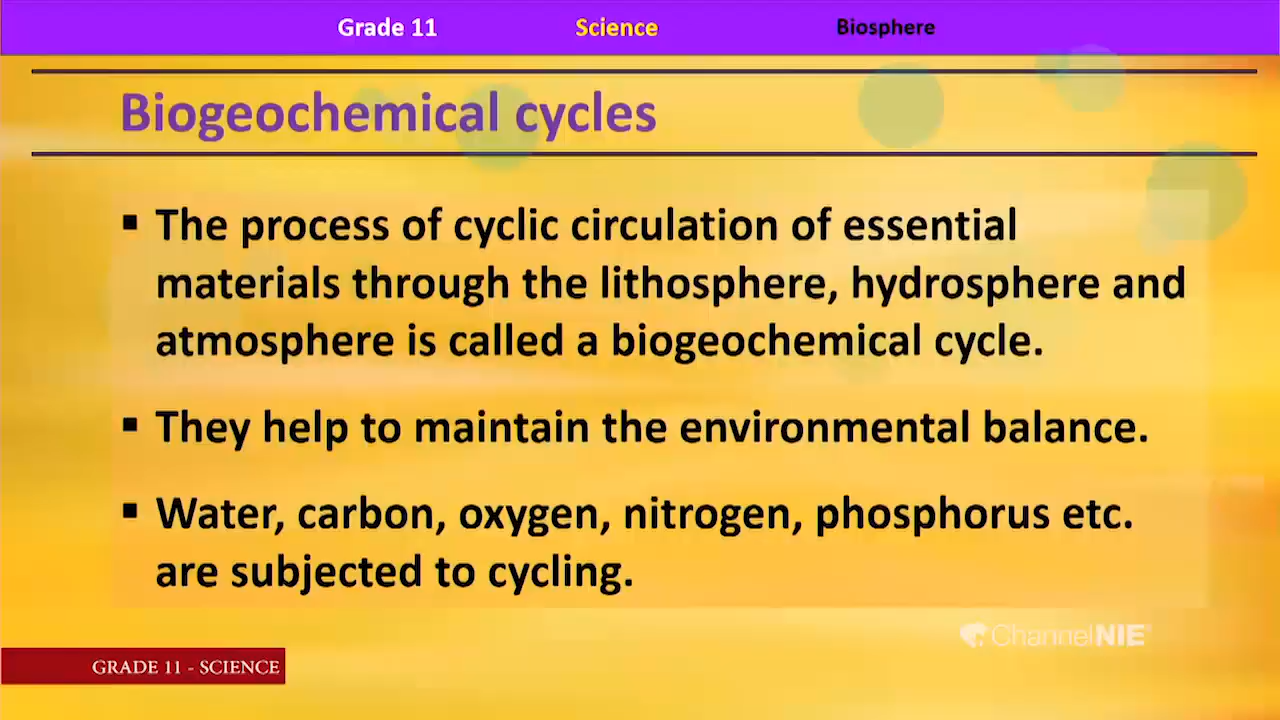 Grade 11 Science Biosphere
Biogeochemical cycles
▪ The process of cyclic circulation of essential
materials through the lithosphere, hydrosphere and
atmosphere is called a biogeochemical cycle.
▪ They help to maintain the environmental balance.
▪ Water, carbon, oxygen, nitrogen, phosphorus etc.
are subjected to cycling.
ChannelNIE
GRADE 11 - SCIENCE